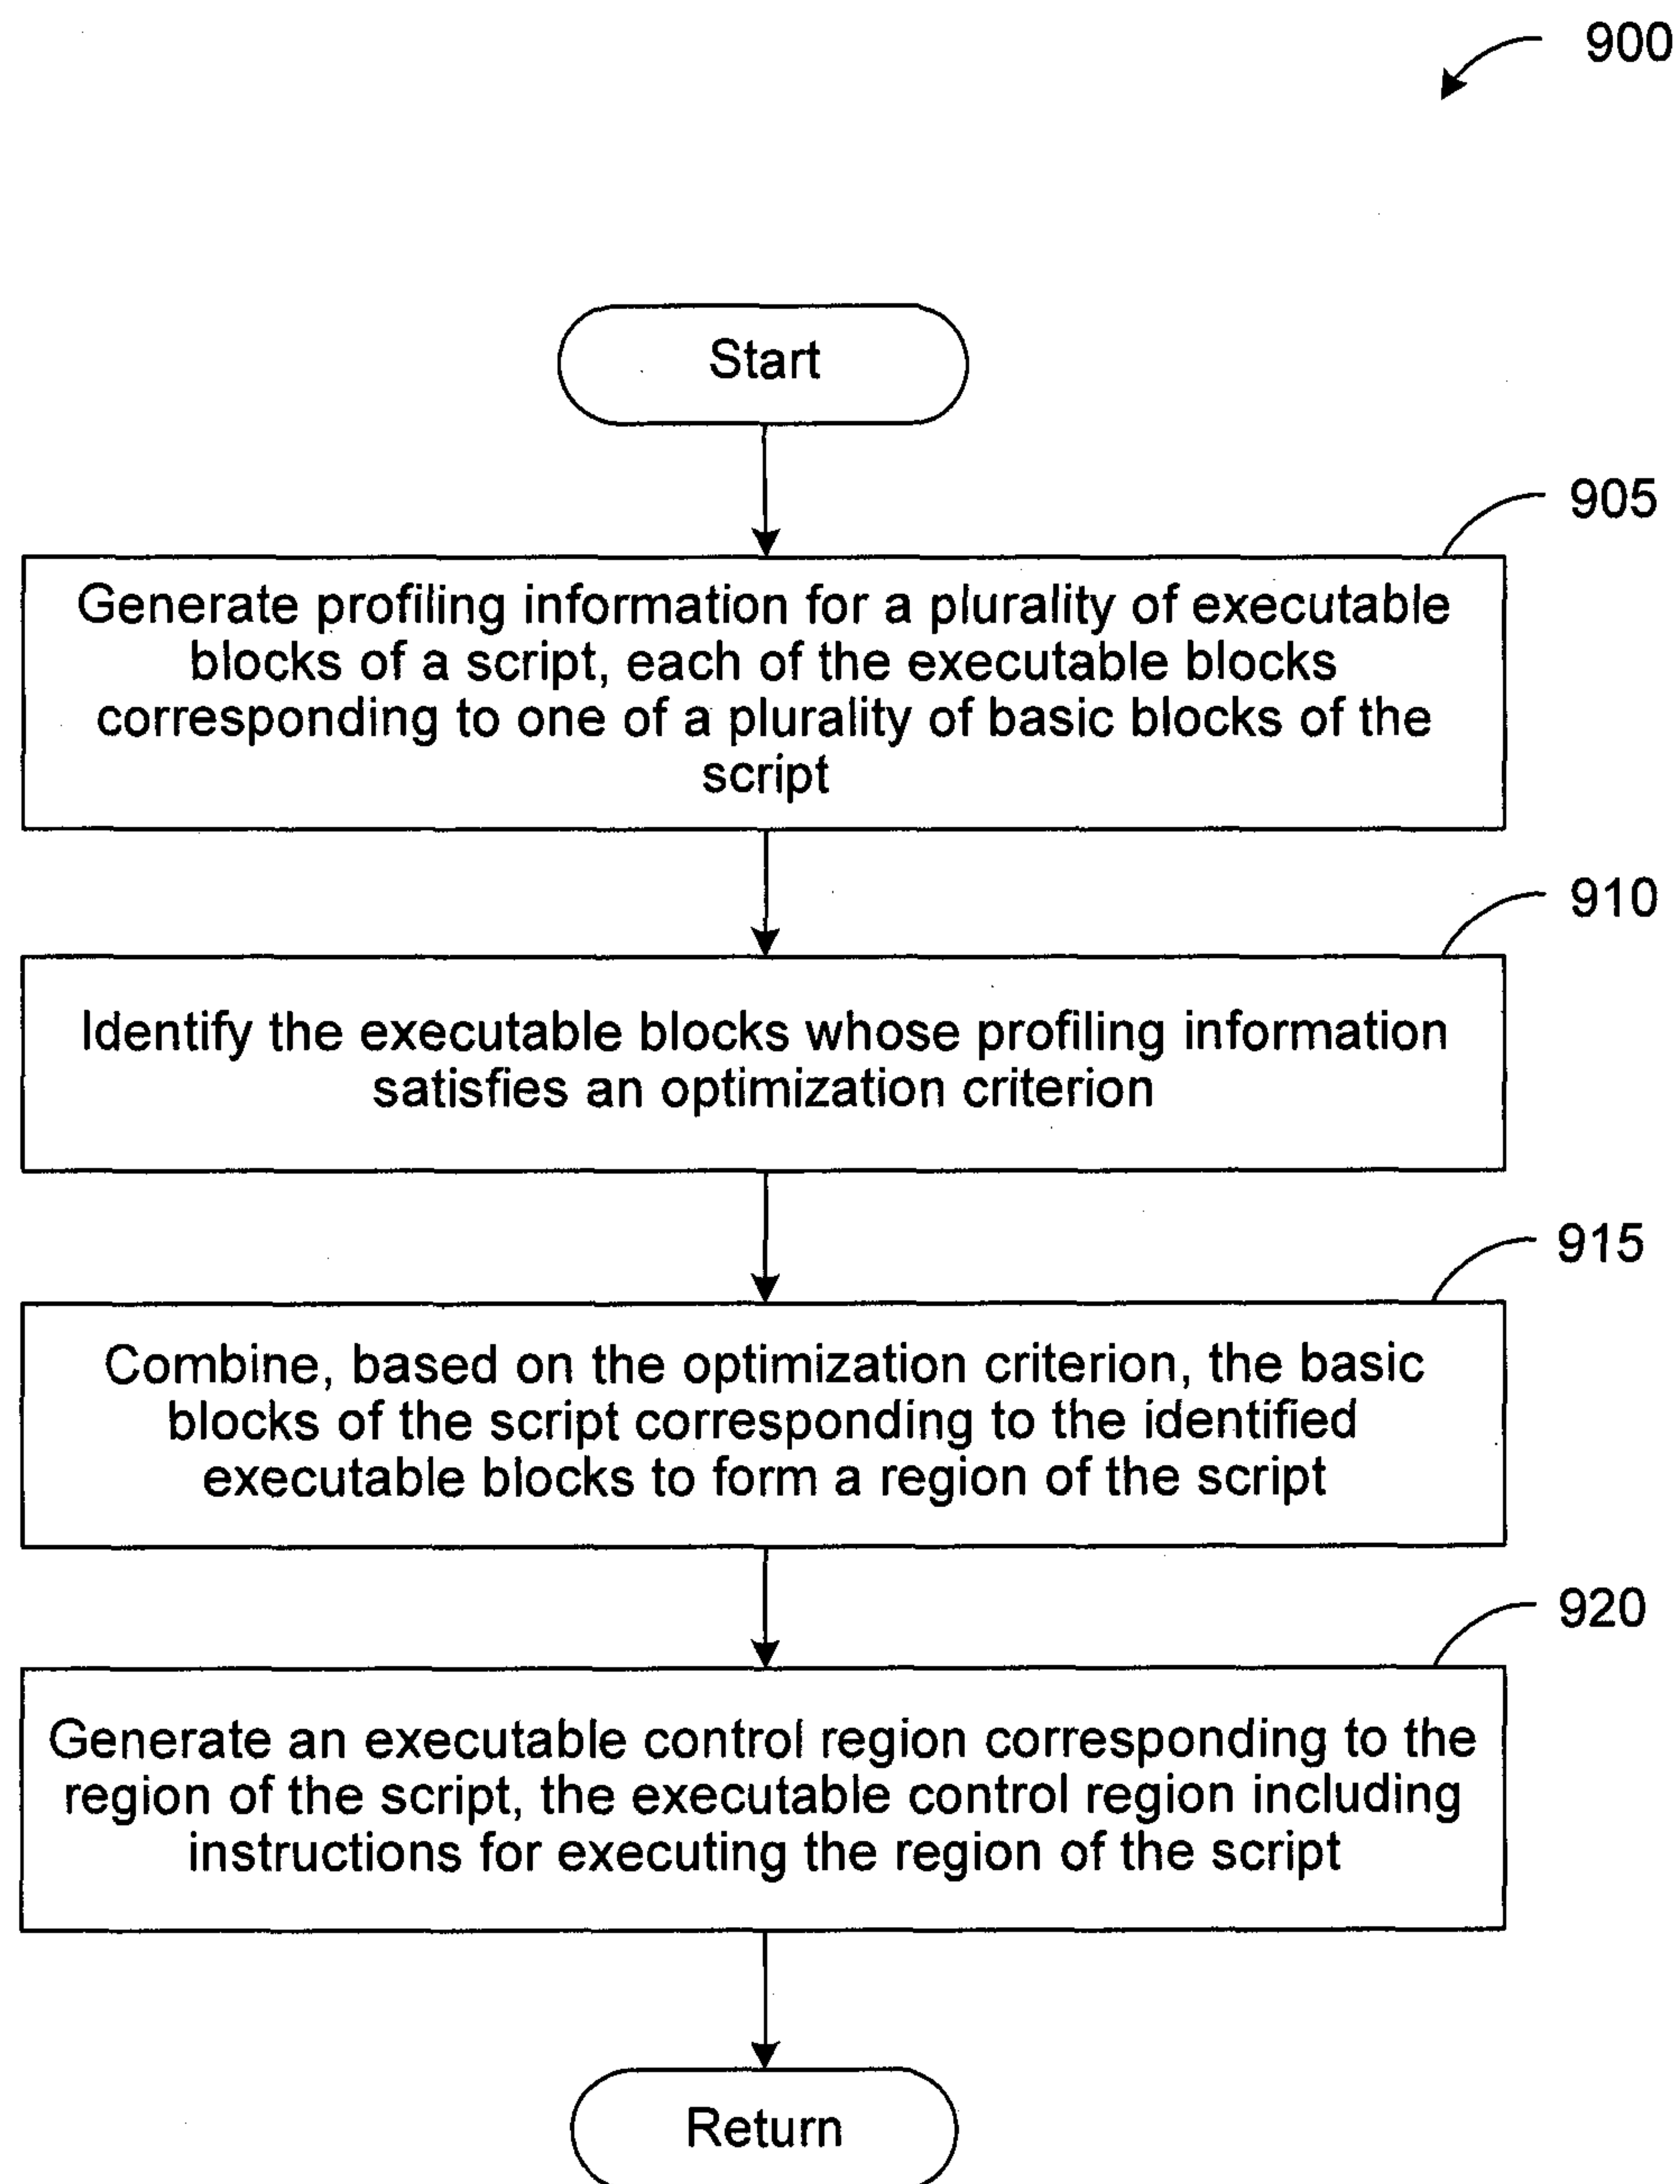 900
Start
905
Generate profiling information for a plurality of executable
blocks of a script, each of the executable blocks
corresponding to one of a plurality of basic blocks of the
script
910
Identify the executable blocks whose profiling information
satisfies an optimization criterion
915
Combine, based on the optimization criterion, the basic
blocks of the script corresponding to the identified
executable blocks to form a region of the script
920
Generate an executable control region corresponding to the
region of the script, the executable control region including
instructions for executing the region of the script
Return